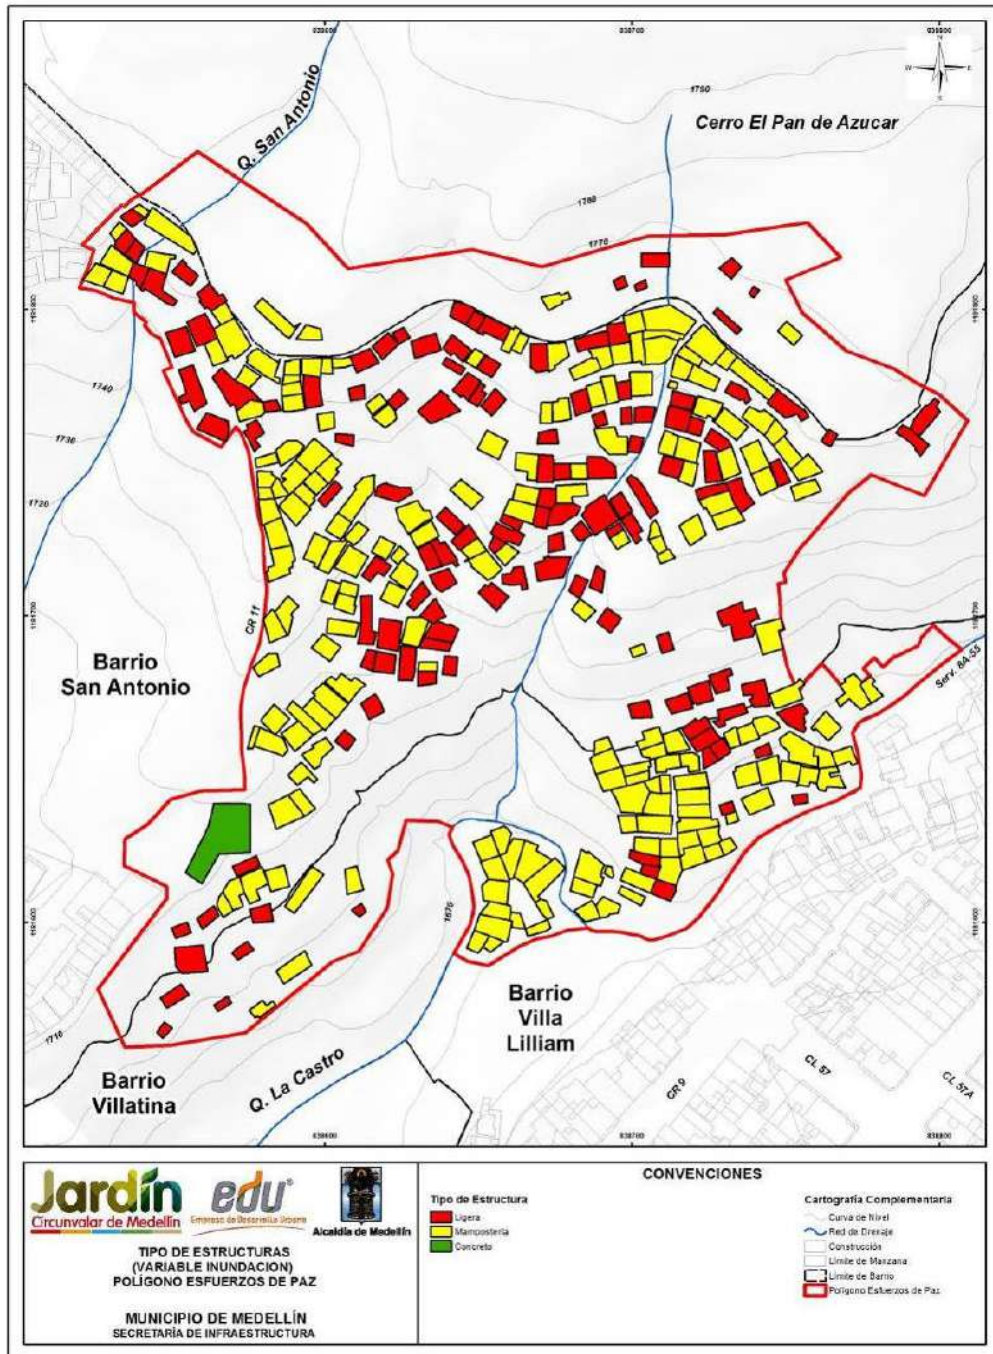 Q. San Antonio
1790
Cerro El Pan de Azucar
1780
1770
1740
1730
1720
CR 11
Barrio
San Antonio
Serv. 8A-55
1670
1710
Barrio
Villatina
Q. La Castro
Barrio
Villa
Lilliam
CR 9
CL 57
CL 57A
Jardín
Circunvalar de Medellín
edu
Empresa de Desarrollo Urbano
Alcaldía de Medellín
TIPO DE ESTRUCTURAS
(VARIABLE INUNDACION)
POLÍGONO ESFUERZOS DE PAZ
MUNICIPIO DE MEDELLÍN
SECRETARÍA DE INFRAESTRUCTURA
CONVENCIONES
Tipo de Estructura
Ligera
Mampostería
Concreto
Cartografía Complementaria
Curva de Nivel
Red de Drenaje
Construcción
Límite de Manzana
Límite de Barrio
Polígono Esfuerzos de Paz